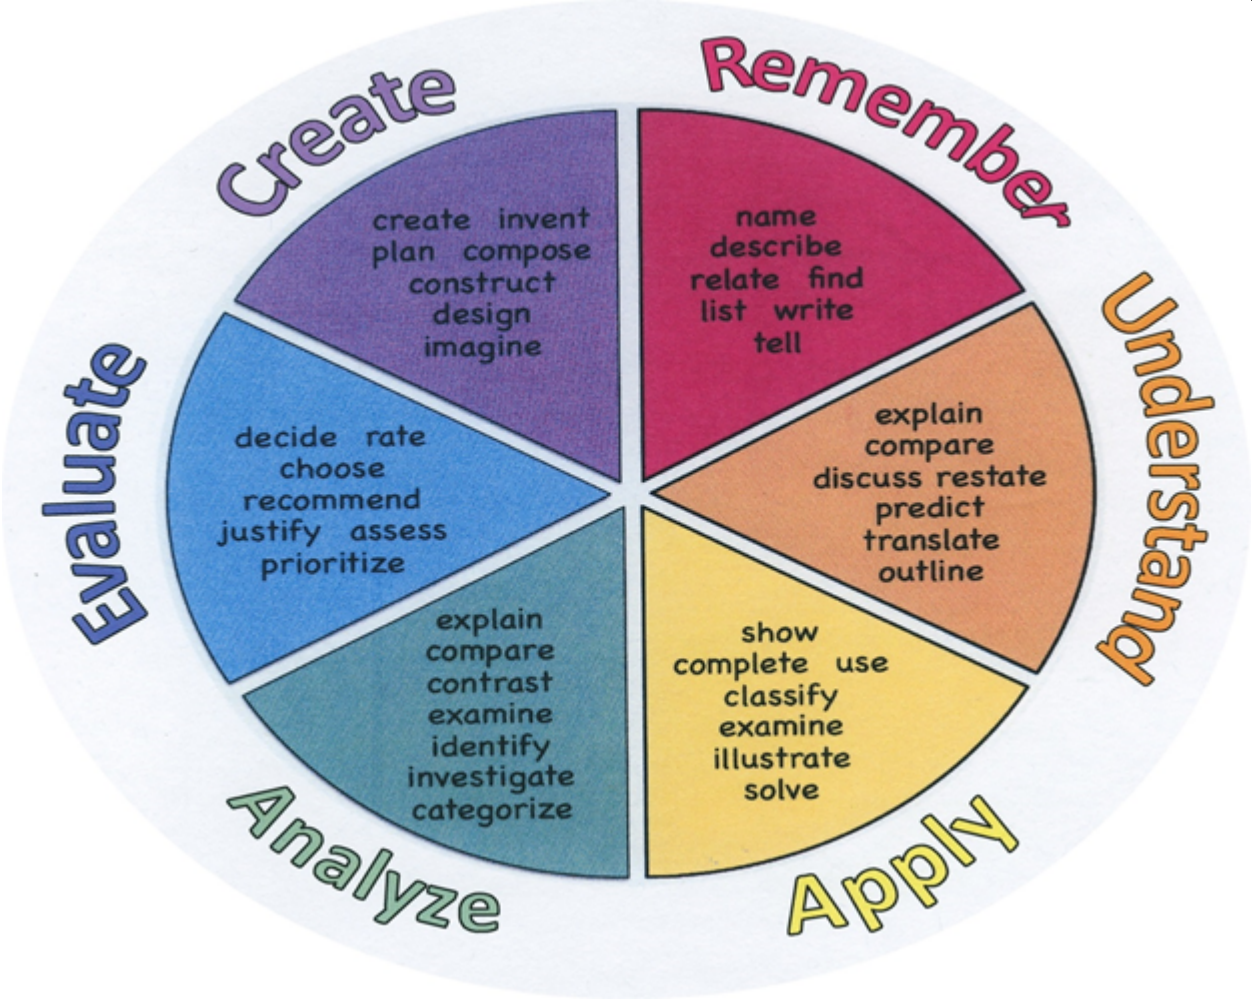 Remember
name
describe
relate find
list write
tell
Understand
explain
compare
discuss restate
predict
translate
outline
Apply
show
complete use
classify
examine
illustrate
solve
Analyze
explain
compare
contrast
examine
identify
investigate
categorize
Evaluate
decide rate
choose
recommend
justify assess
prioritize
Create
create invent
plan compose
construct
design
imagine